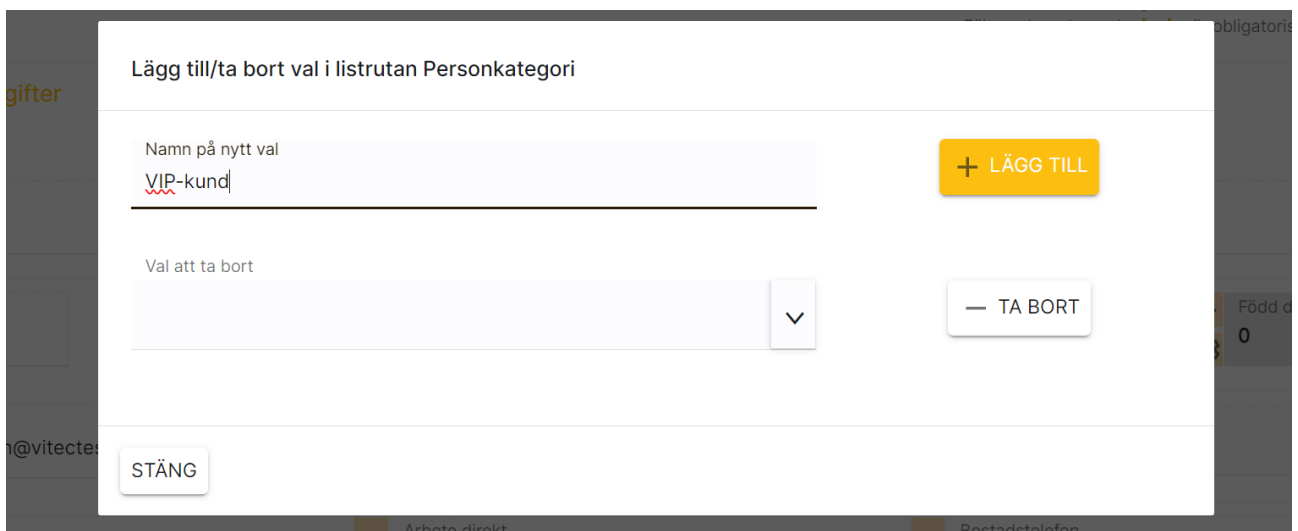 obligatoris
Lägg till/ta bort val i listrutan Personkategori
gifter
Namn på nytt val
VIP-kund
+ LÄGG TILL
Val att ta bort
— TA BORT
Född d
0
n@vitectes
STÄNG
Arbete direkt
Bostadstelefon